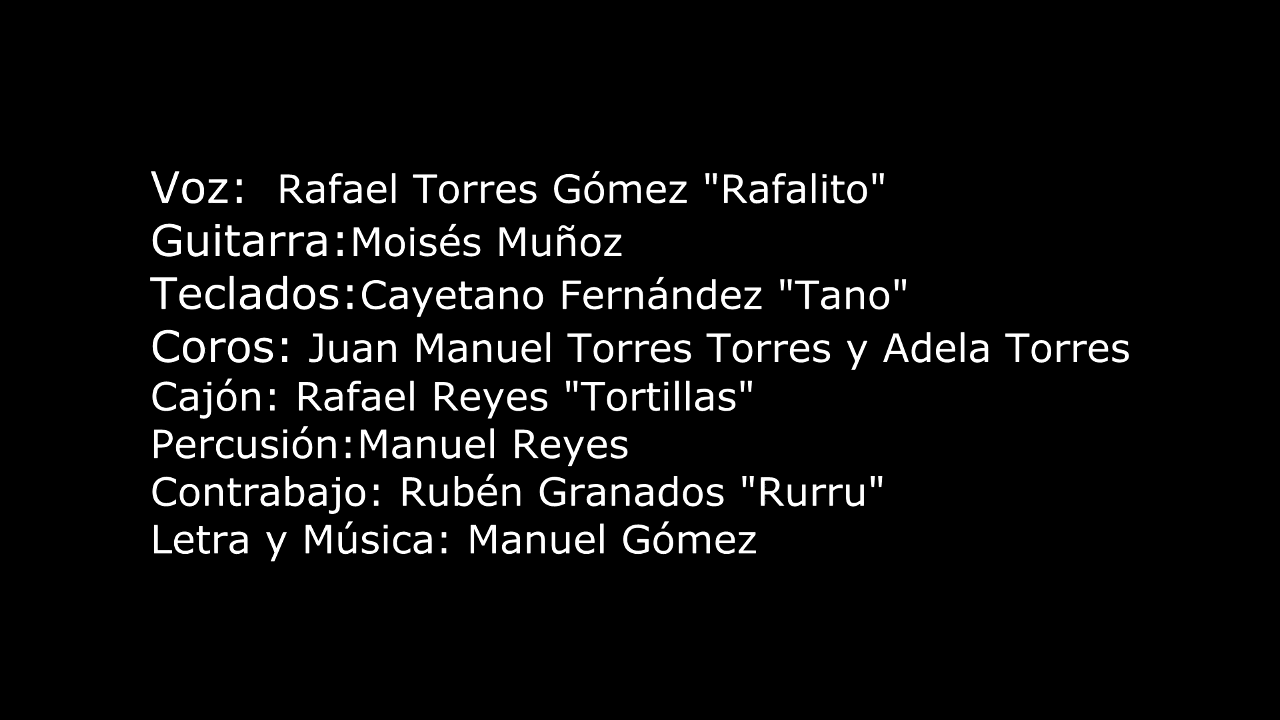 Voz:  Rafael Torres Gómez "Rafalito"
Guitarra:Moisés Muñoz
Teclados:Cayetano Fernández "Tano"
Coros: Juan Manuel Torres Torres y Adela Torres
Cajón: Rafael Reyes "Tortillas"
Percusión:Manuel Reyes
Contrabajo: Rubén Granados "Rurru"
Letra y Música: Manuel Gómez